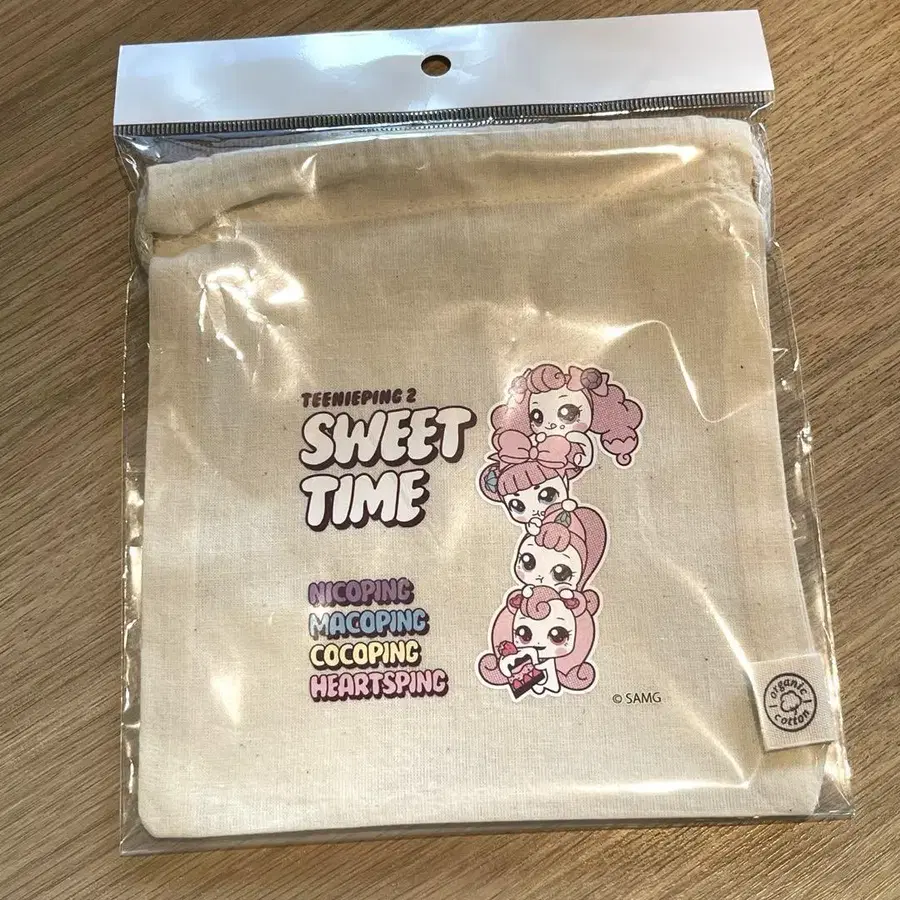 TEENIEPING 2
SWEET
TIME
NICOPING
MACOPING
COCOPING
HEARTSPING
© SAMG
organic
cotton